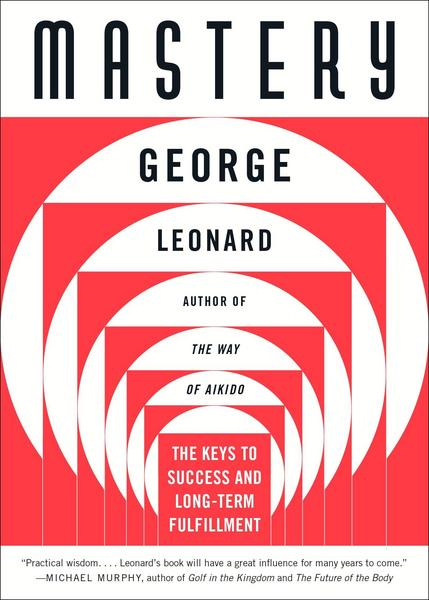 MASTERY
GEORGE
LEONARD
AUTHOR OF
THE WAY
OF AIKIDO
THE KEYS TO
SUCCESS AND
LONG-TERM
FULFILLMENT
“Practical wisdom. . . . Leonard’s book will have a great influence for many years to come.”
—MICHAEL MURPHY, author of Golf in the Kingdom and The Future of the Body